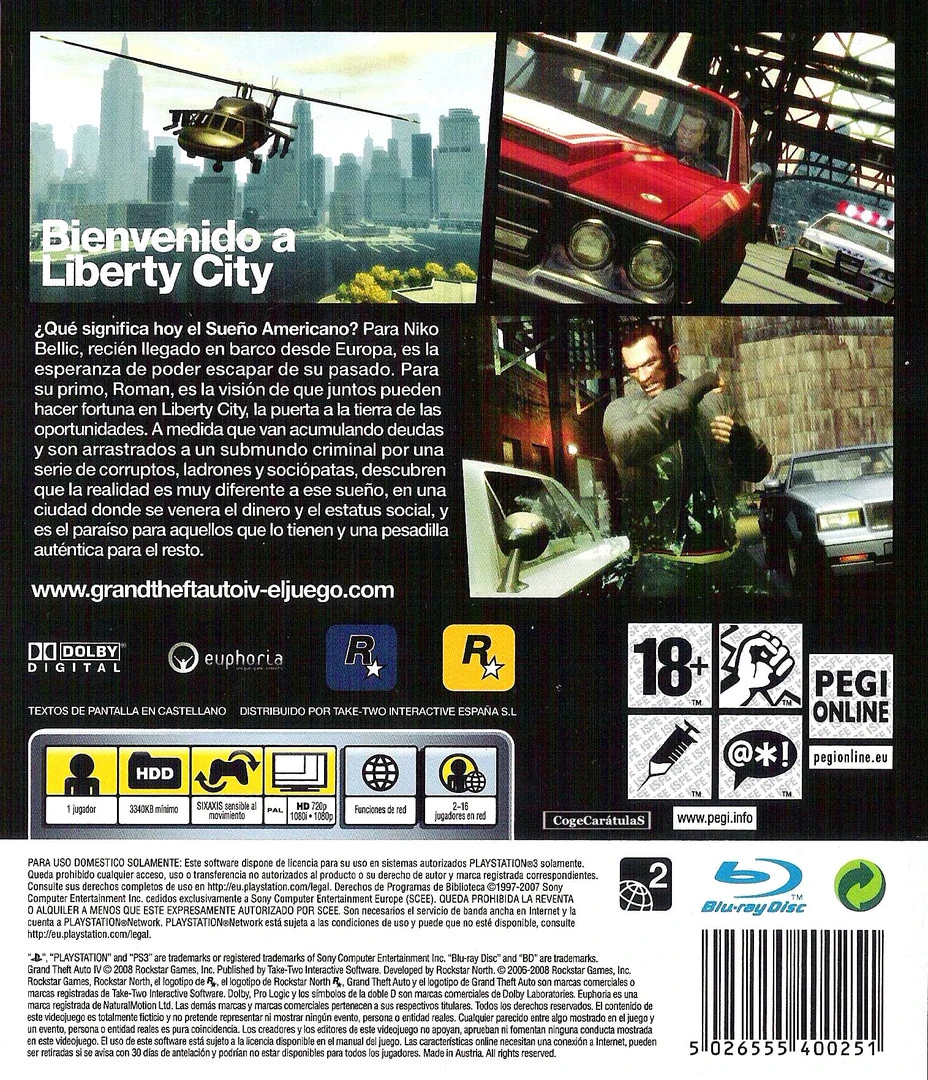 Bienvenido a
Liberty City
¿Qué significa hoy el Sueño Americano? Para Niko
Bellic, recién llegado en barco desde Europa, es la
esperanza de poder escapar de su pasado. Para
su primo, Roman, es la visión de que juntos pueden
hacer fortuna en Liberty City, la puerta a la tierra de las
oportunidades. A medida que van acumulando deudas
y son arrastrados a un submundo criminal por una
serie de corruptos, ladrones y sociópatas, descubren
que la realidad es muy diferente a ese sueño, en una
ciudad donde se venera el dinero y el estatus social, y
es el paraíso para aquellos que lo tienen y una pesadilla
auténtica para el resto.
www.grandtheftautoiv-eljuego.com
DOLBY
DIGITAL
euphoria
R
R
18+
™
™
PEGI
ONLINE
@*!
™
™
pegionline.eu
www.pegi.info
TEXTOS DE PANTALLA EN CASTELLANO DISTRIBUIDO POR TAKE-TWO INTERACTIVE ESPAÑA S.L
HDD
1 jugador
3340KB mínimo
SIXAXIS sensible al
movimiento
PAL
HD 720p
1080i • 1080p
Funciones de red
2-16
jugadores en red
CogeCarátulaS
PARA USO DOMESTICO SOLAMENTE: Este software dispone de licencia para su uso en sistemas autorizados PLAYSTATION®3 solamente.
Queda prohibido cualquier acceso, uso o transferencia no autorizados al producto o su derecho de autor y marca registrada correspondientes.
Consulte sus derechos completos de uso en http://eu.playstation.com/legal. Derechos de Programas de Biblioteca ©1997-2007 Sony
Computer Entertainment Inc. cedidos exclusivamente a Sony Computer Entertainment Europe (SCEE). QUEDA PROHIBIDA LA REVENTA
O ALQUILER A MENOS QUE ESTE EXPRESAMENTE AUTORIZADO POR SCEE. Son necesarios el servicio de banda ancha en Internet y la
cuenta a PLAYSTATION®Network. PLAYSTATION®Network está sujeta a las condiciones de uso y puede que no esté disponible, consulte
http://eu.playstation.com/legal.
2
Blu-ray Disc
™
"", "PLAYSTATION" and "PS3" are trademarks or registered trademarks of Sony Computer Entertainment Inc. "Blu-ray Disc" and "BD" are trademarks.
Grand Theft Auto IV © 2008 Rockstar Games, Inc. Published by Take-Two Interactive Software. Developed by Rockstar North. © 2006-2008 Rockstar Games, Inc.
Rockstar Games, Rockstar North, el logotipo de R, el logotipo de Rockstar North R, Grand Theft Auto y el logotipo de Grand Theft Auto son marcas comerciales o
marcas registradas de Take-Two Interactive Software. Dolby, Pro Logic y los símbolos de la doble D son marcas comerciales de Dolby Laboratories. Euphoria es una
marca registrada de NaturalMotion Ltd. Las demás marcas y marcas comerciales pertenecen a sus respectivos titulares. Todos los derechos reservados. El contenido de
este videojuego es totalmente ficticio y no pretende representar ni mostrar ningún evento, persona o entidad reales. Cualquier parecido entre algo mostrado en el juego y
un evento, persona o entidad reales es pura coincidencia. Los creadores y los editores de este videojuego no apoyan, aprueban ni fomentan ninguna conducta mostrada
en este videojuego. El uso de este software está sujeto a la licencia disponible en el manual del juego. Las características online necesitan una conexión a Internet, pueden
ser retiradas si se avisa con 30 días de antelación y podrían no estar disponibles para todos los jugadores. Made in Austria. All rights reserved.
5 026555 400251